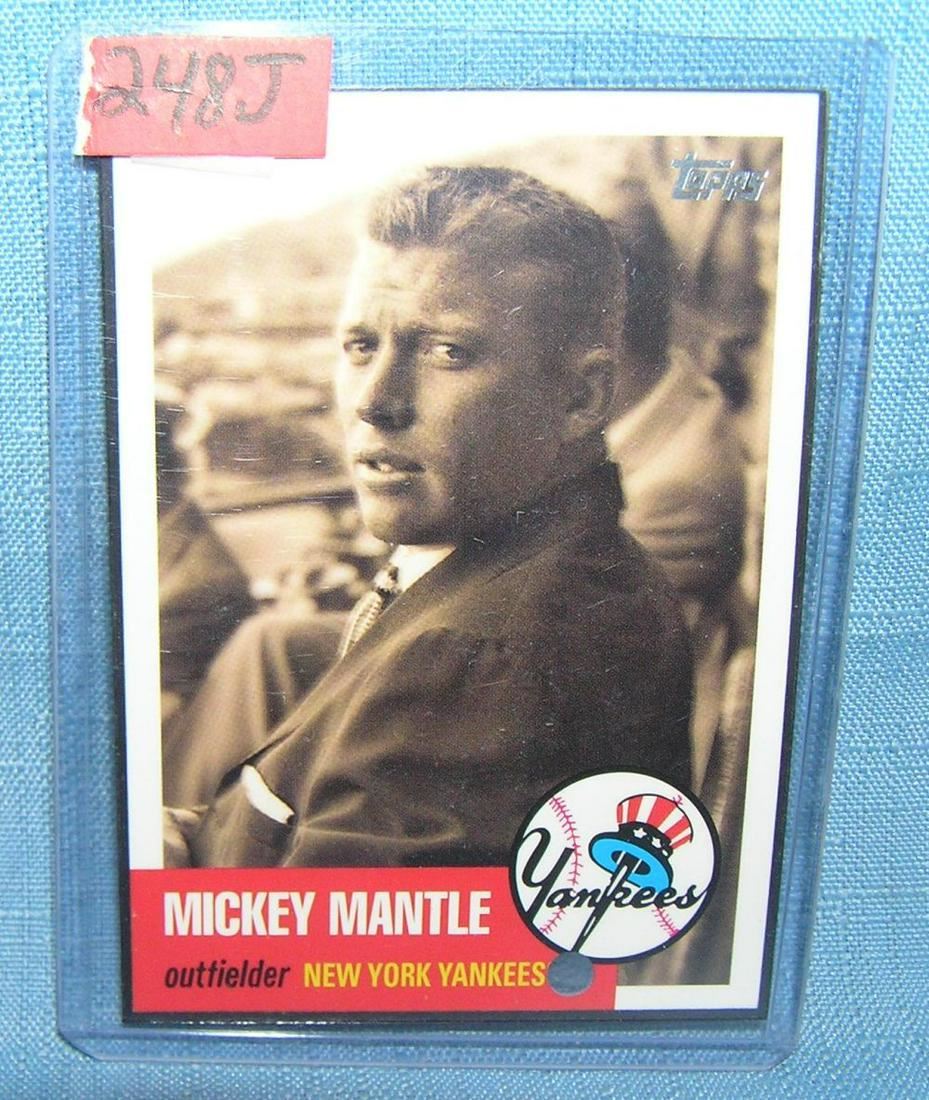 248J
TOPPS
Yankees
MICKEY MANTLE
outfielder NEW YORK YANKEES